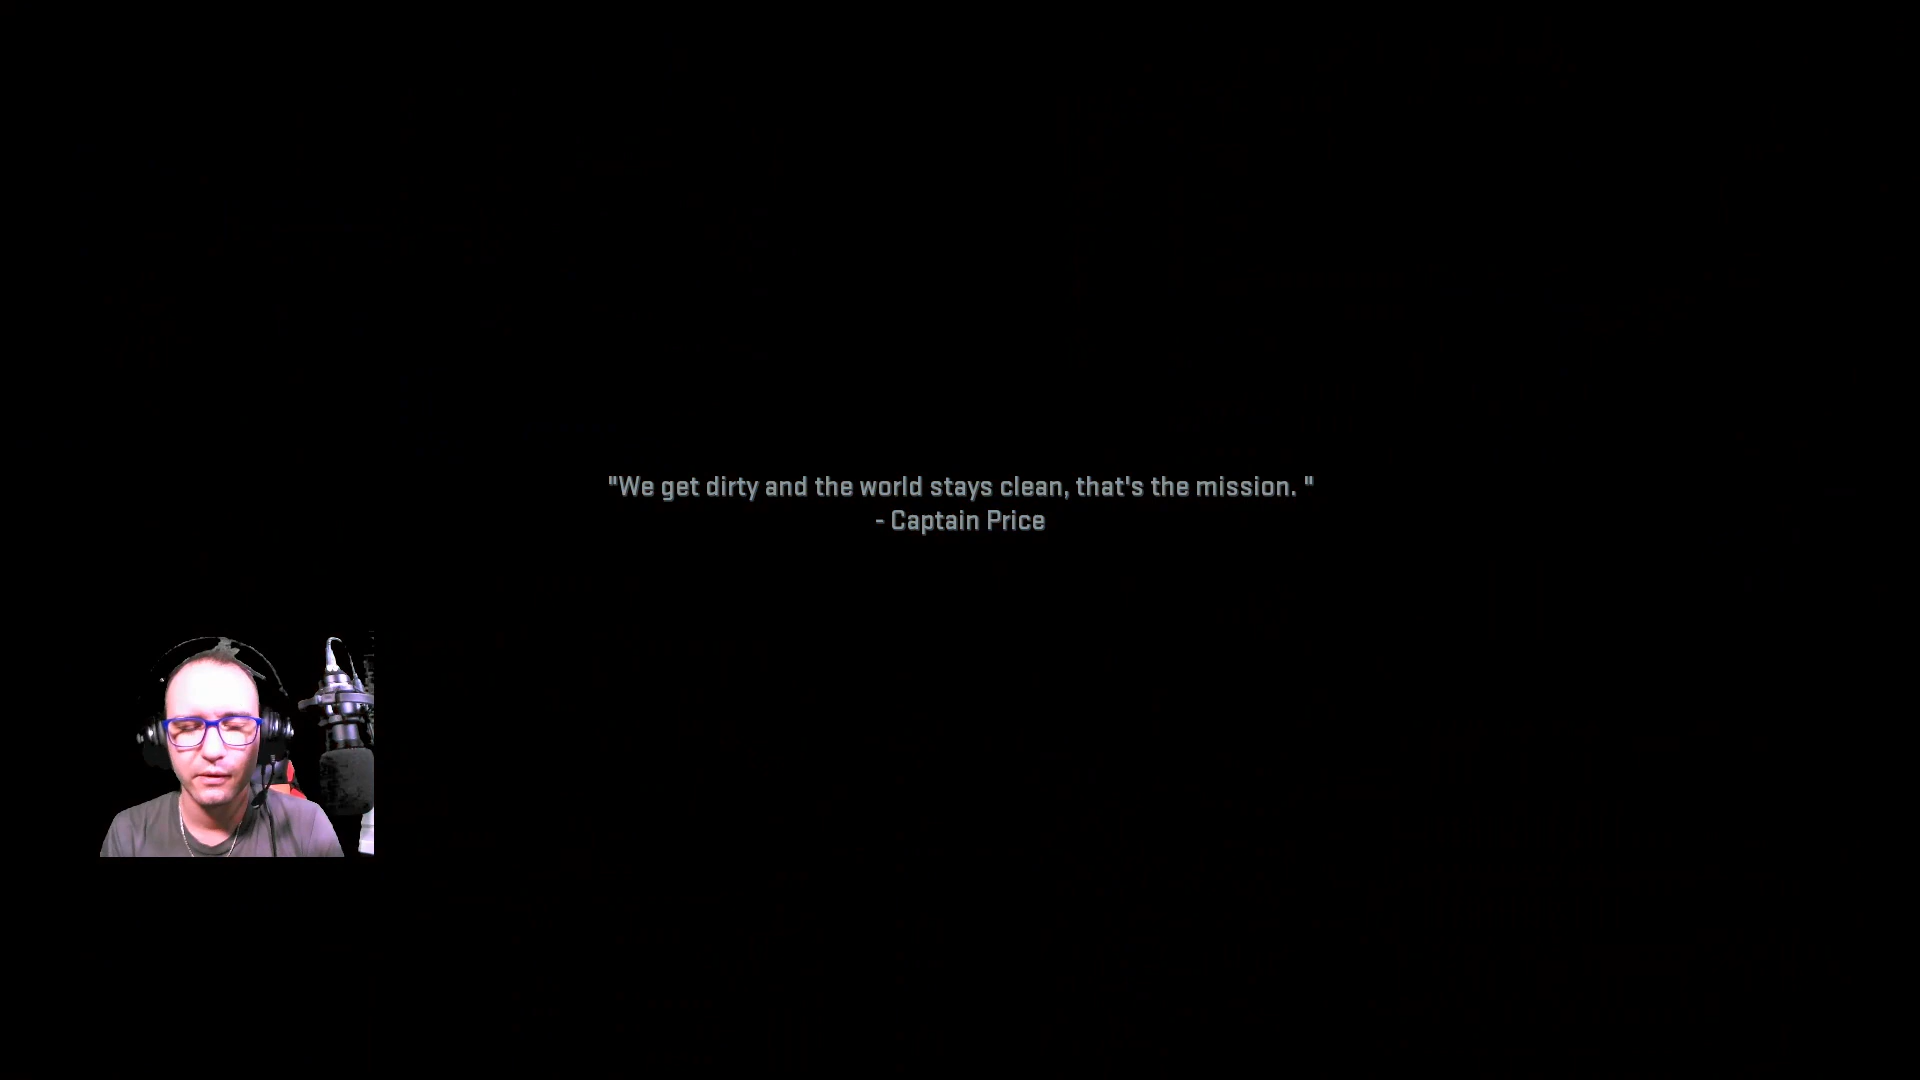 "We get dirty and the world stays clean, that's the mission. "
- Captain Price